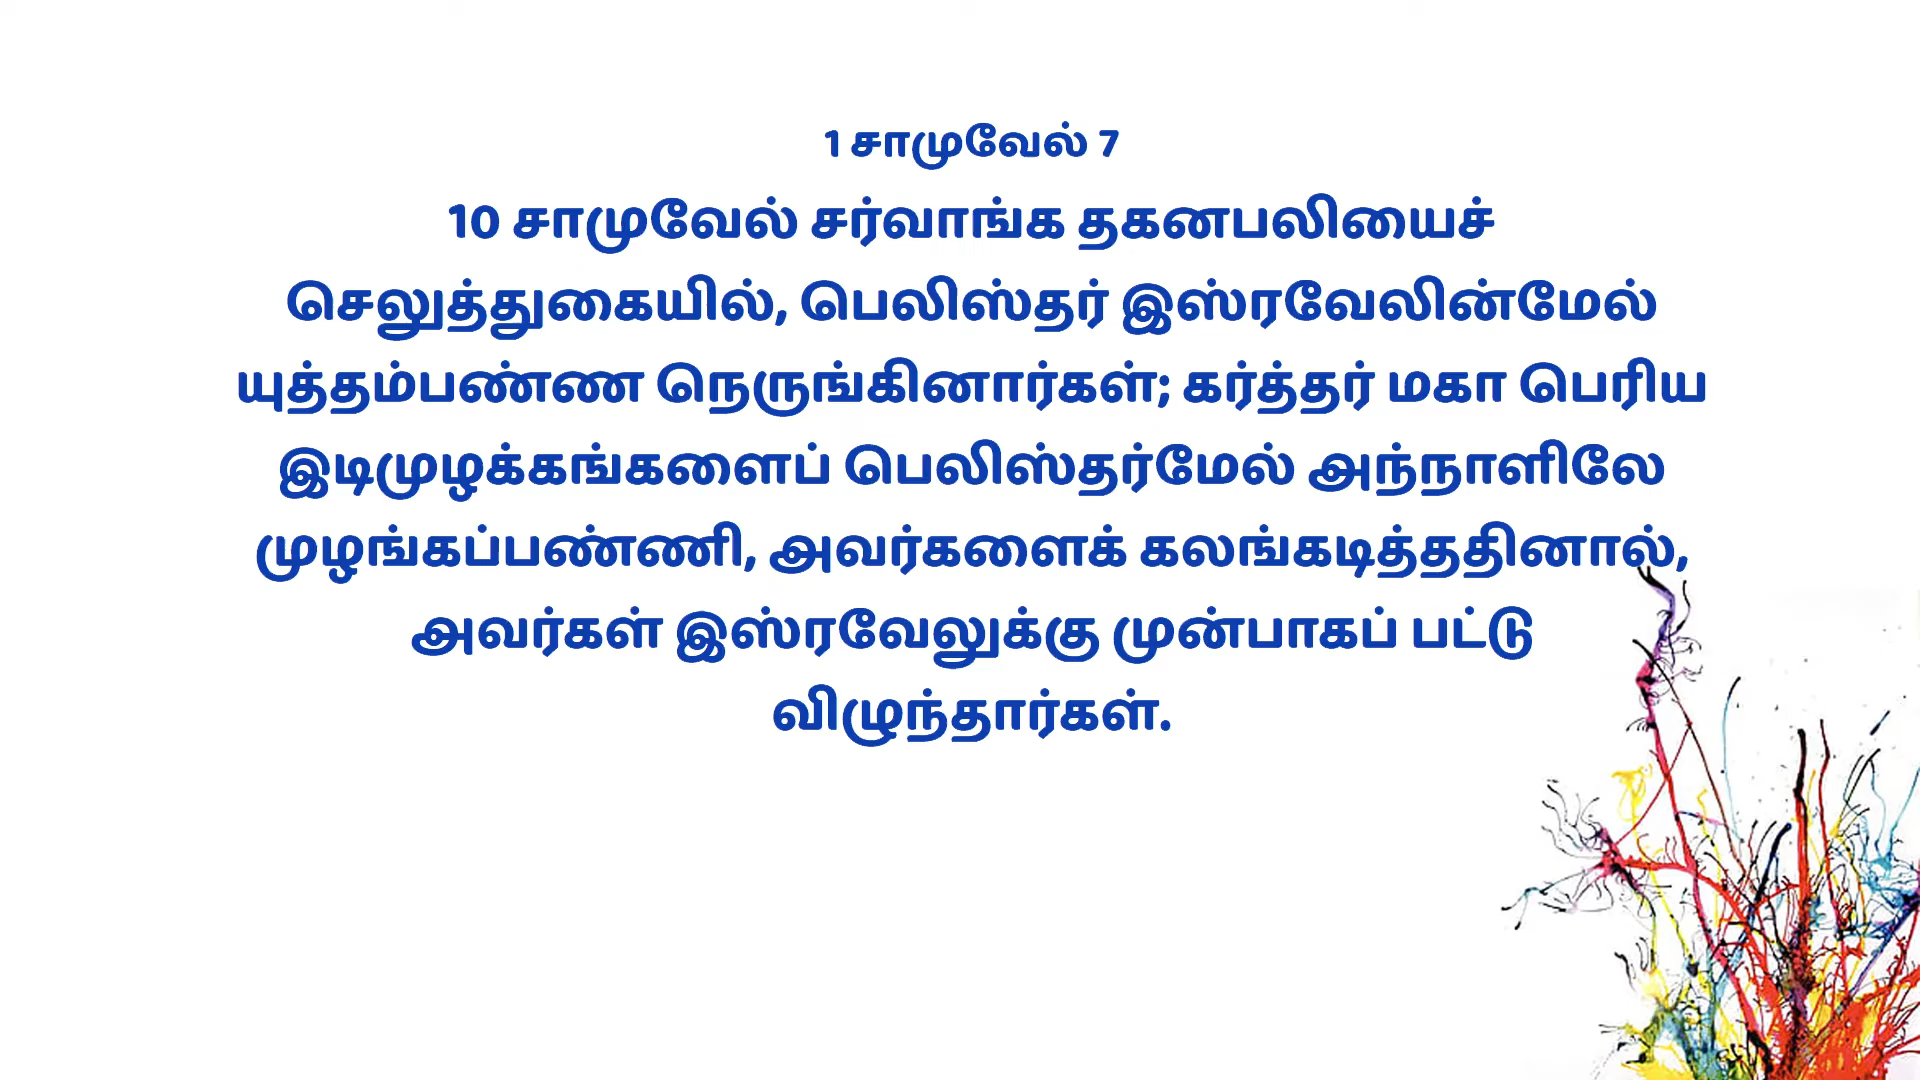 1 சாமுவேல் 7
10 சாமுவேல் சர்வாங்க தகனபலியைச்
செலுத்துகையில், பெலிஸ்தர் இஸ்ரவேலின்மேல்
யுத்தம்பண்ண நெருங்கினார்கள்; கர்த்தர் மகா பெரிய
இடிமுழக்கங்களைப் பெலிஸ்தர்மேல் அந்நாளிலே
முழங்கப்பண்ணி, அவர்களைக் கலங்கடித்ததினால்,
அவர்கள் இஸ்ரவேலுக்கு முன்பாகப் பட்டு
விழுந்தார்கள்.